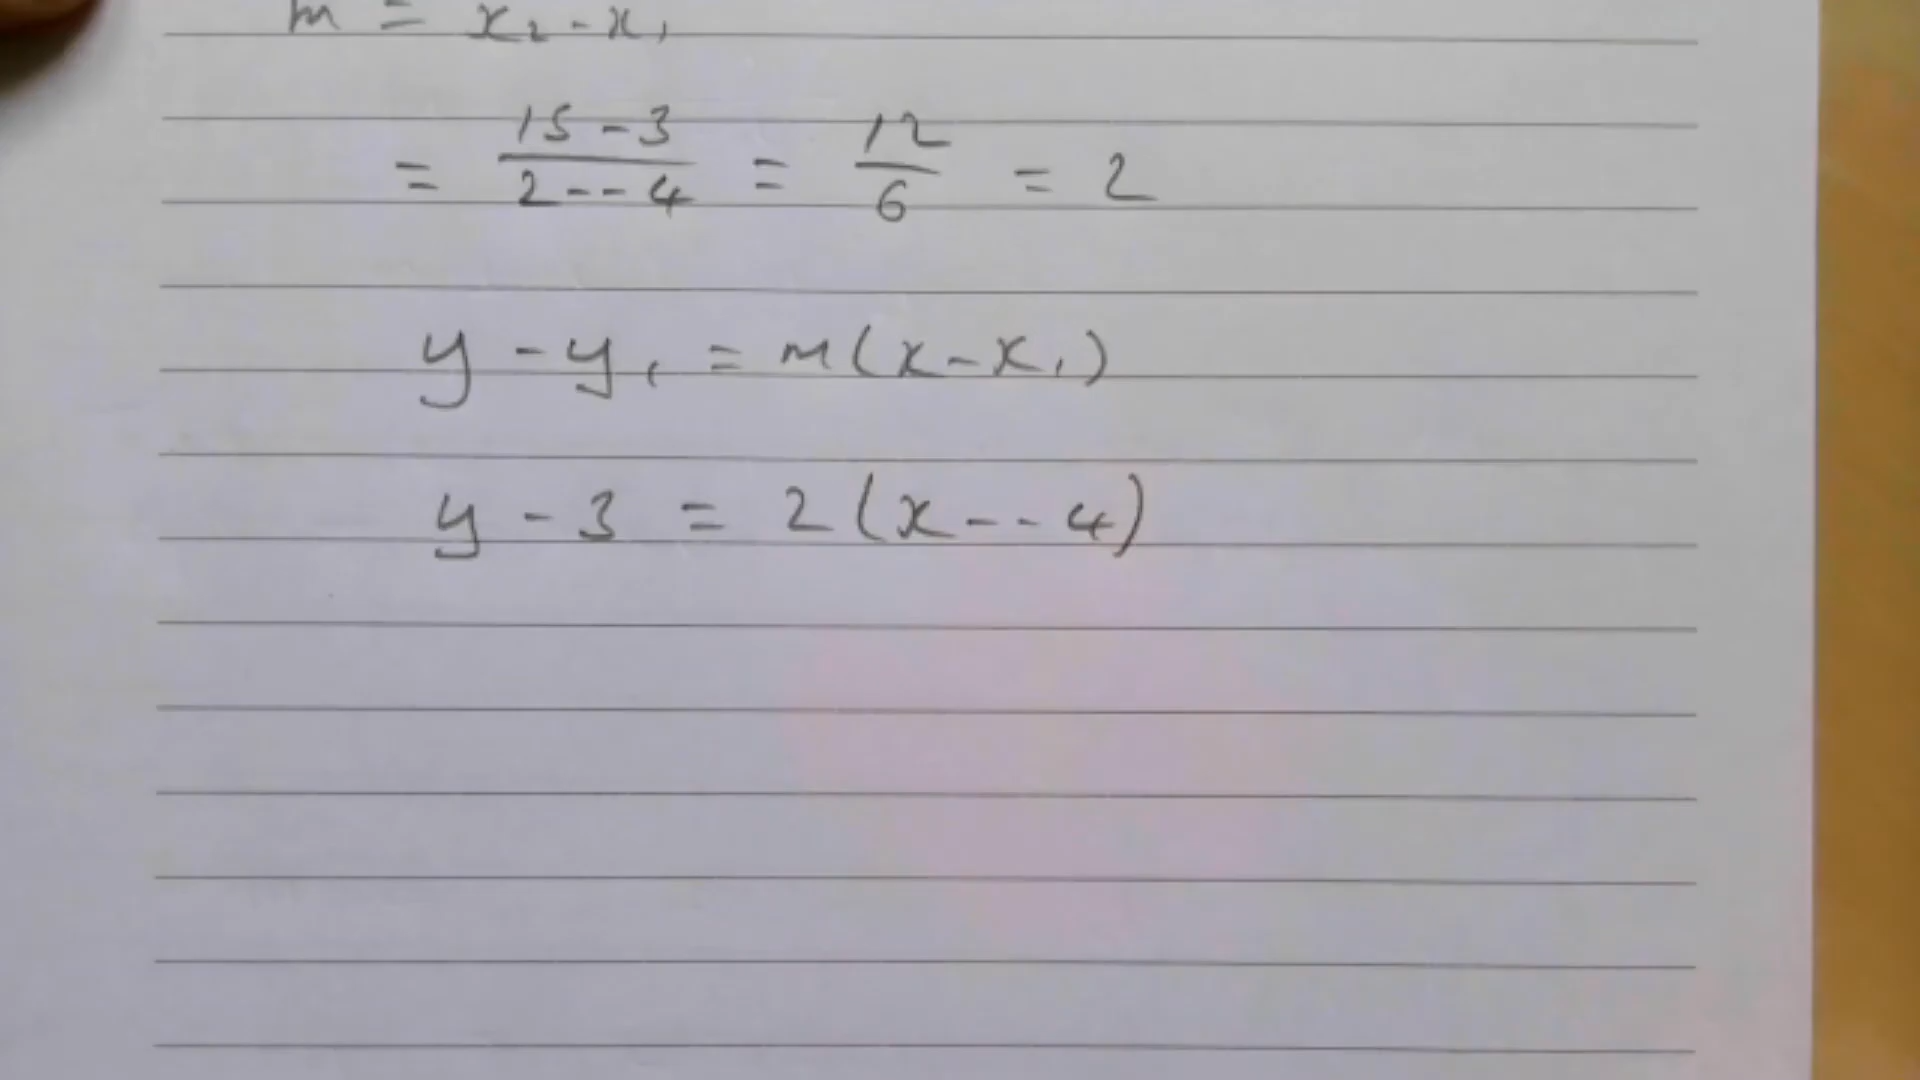 m = x₂ - x₁
= 15 - 3 / 2 - - 4 = 12 / 6 = 2
y - y₁ = m(x - x₁)
y - 3 = 2(x - - 4)